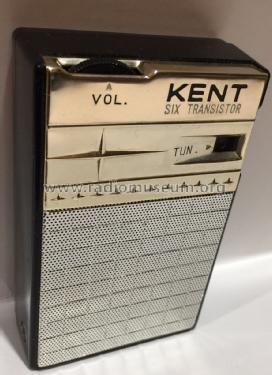 KENT
SIX TRANSISTOR
VOL.
TUN.
www.radiomuseum.org